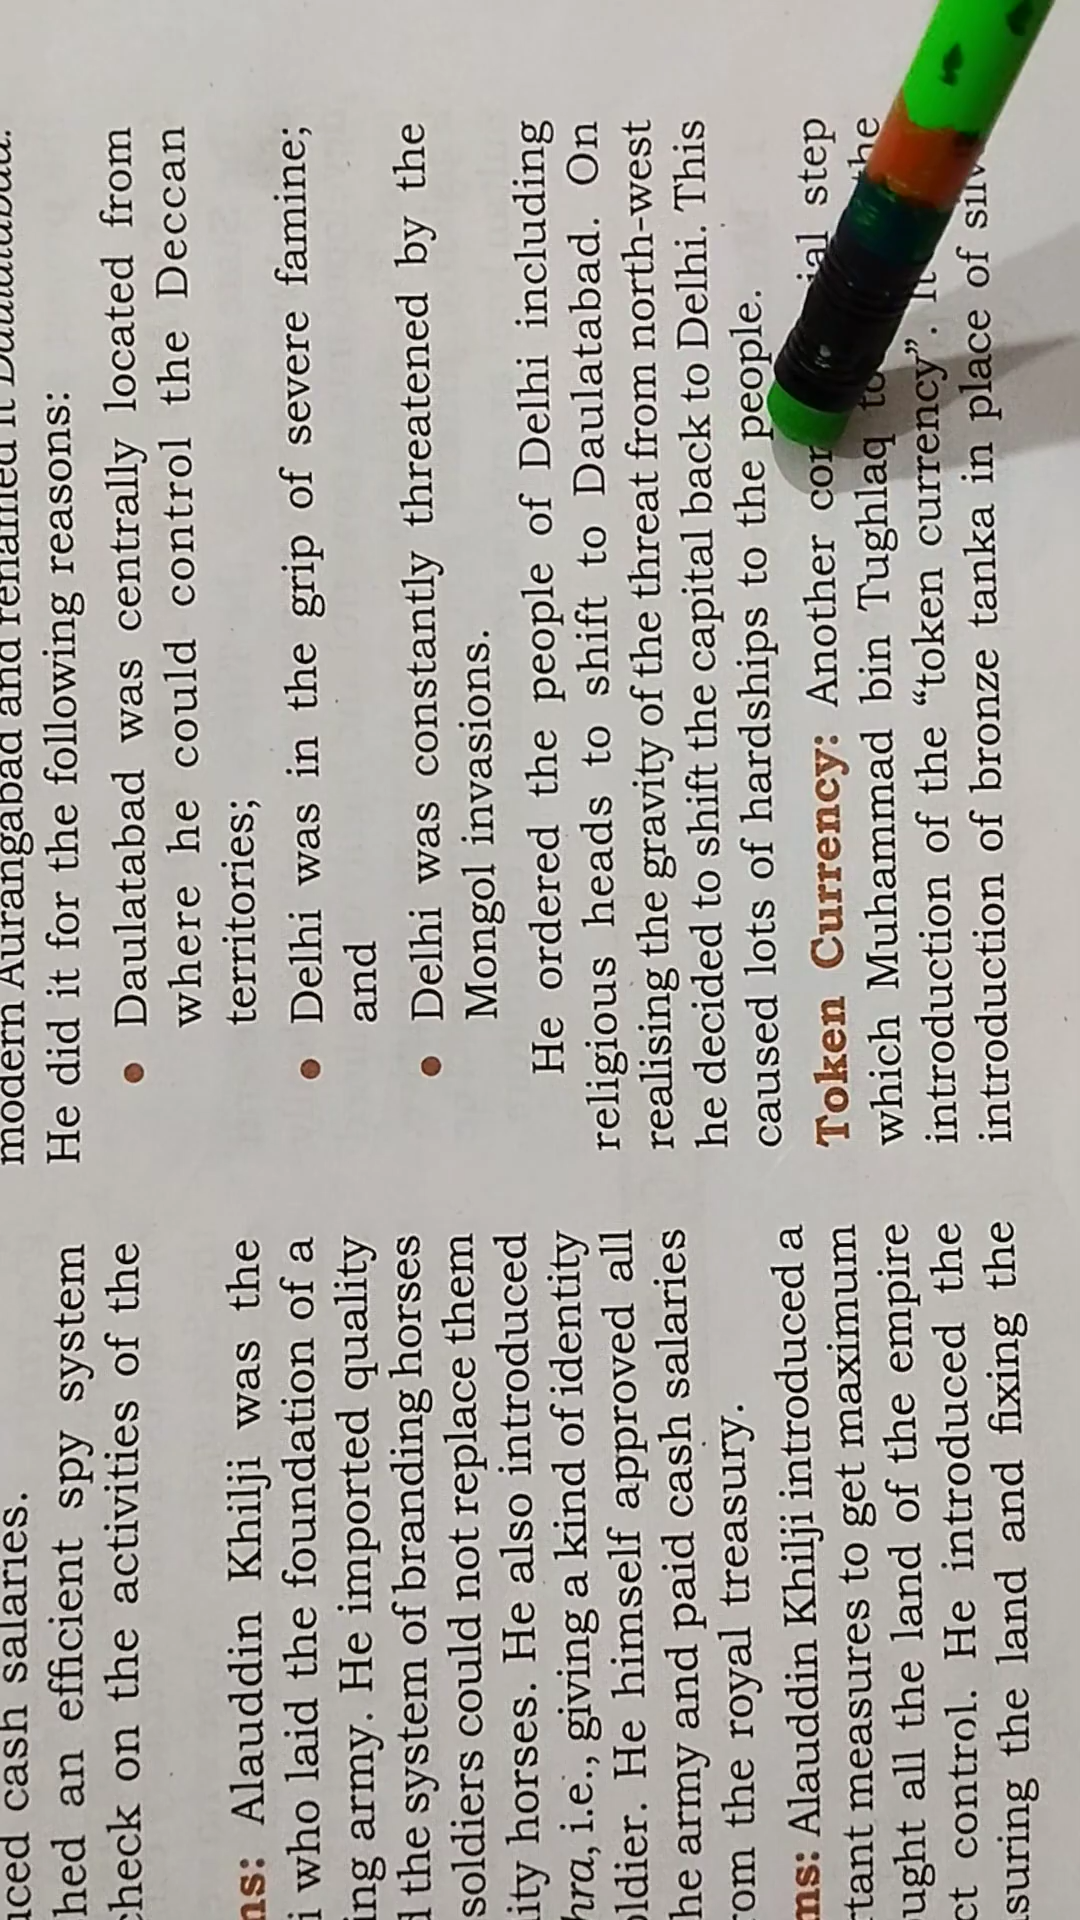 uced cash salaries.
hed an efficient spy system
check on the activities of the
ns: Alauddin Khilji was the
i who laid the foundation of a
ing army. He imported quality
d the system of branding horses
soldiers could not replace them
ity horses. He also introduced
hra, i.e., giving a kind of identity
oldier. He himself approved all
he army and paid cash salaries
rom the royal treasury.
ms: Alauddin Khilji introduced a
rtant measures to get maximum
ught all the land of the empire
ct control. He introduced the
suring the land and fixing the
modern Aurangabad and renamed it Daulatabad.
He did it for the following reasons:
• Daulatabad was centrally located from
where he could control the Deccan
territories;
• Delhi was in the grip of severe famine;
and
• Delhi was constantly threatened by the
Mongol invasions.
He ordered the people of Delhi including
religious heads to shift to Daulatabad. On
realising the gravity of the threat from north-west
he decided to shift the capital back to Delhi. This
caused lots of hardships to the people.
Token Currency: Another step
which Muhammad bin Tughlaq the
introduction of the “token currency”. It
introduction of bronze tanka in place of